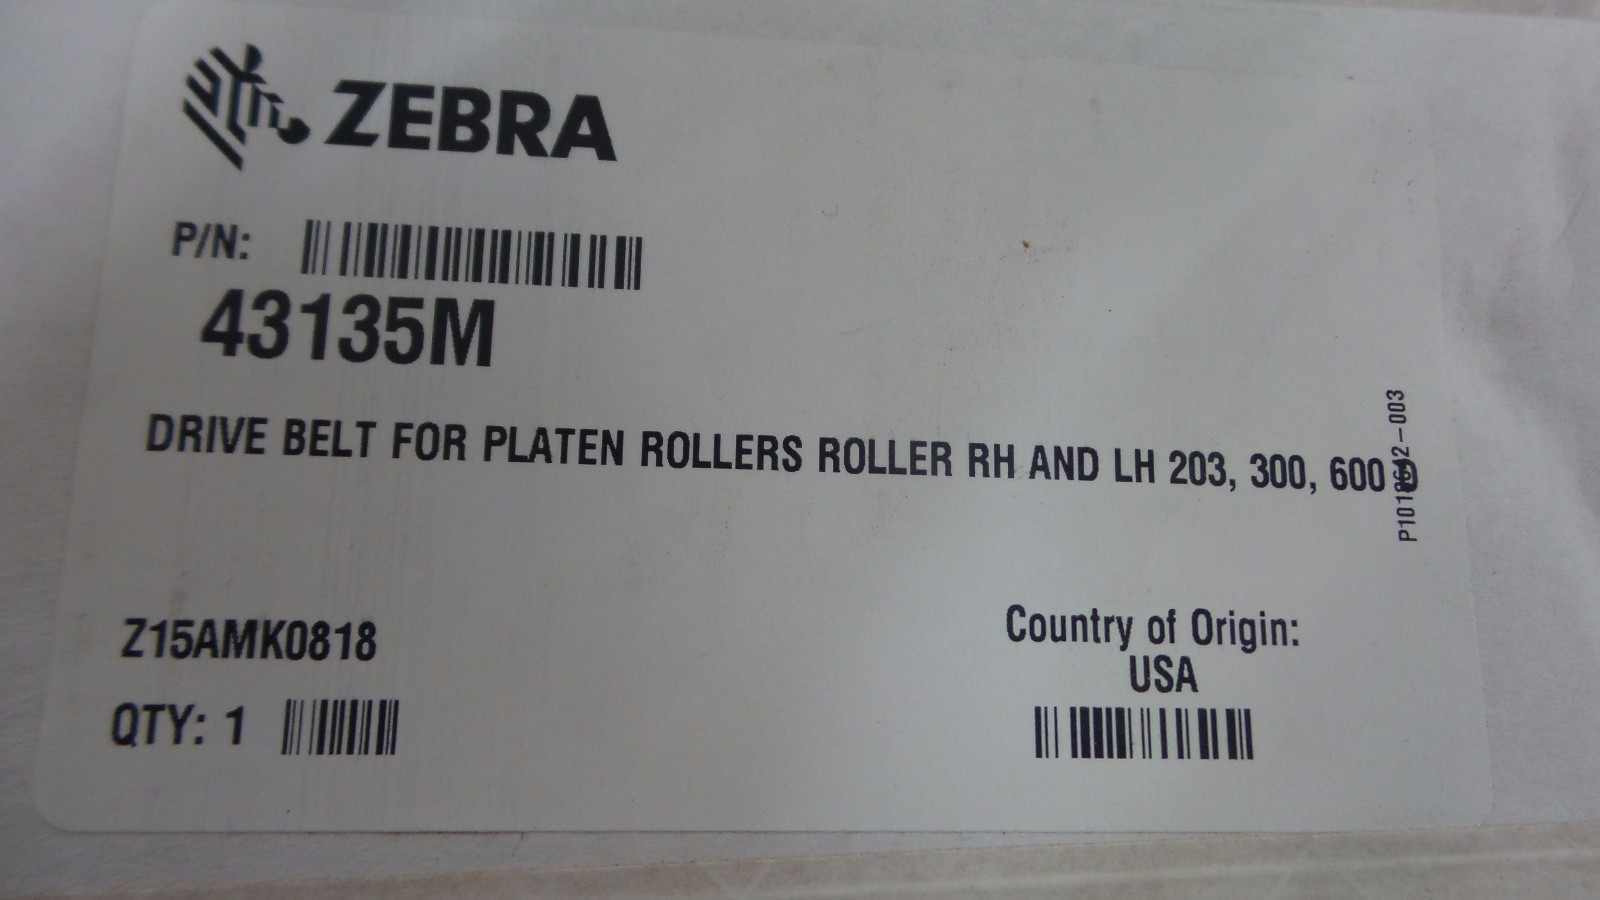 ZEBRA
P/N:
43135M
DRIVE BELT FOR PLATEN ROLLERS ROLLER RH AND LH 203, 300, 600
Z15AMK0818
QTY: 1
Country of Origin:
USA